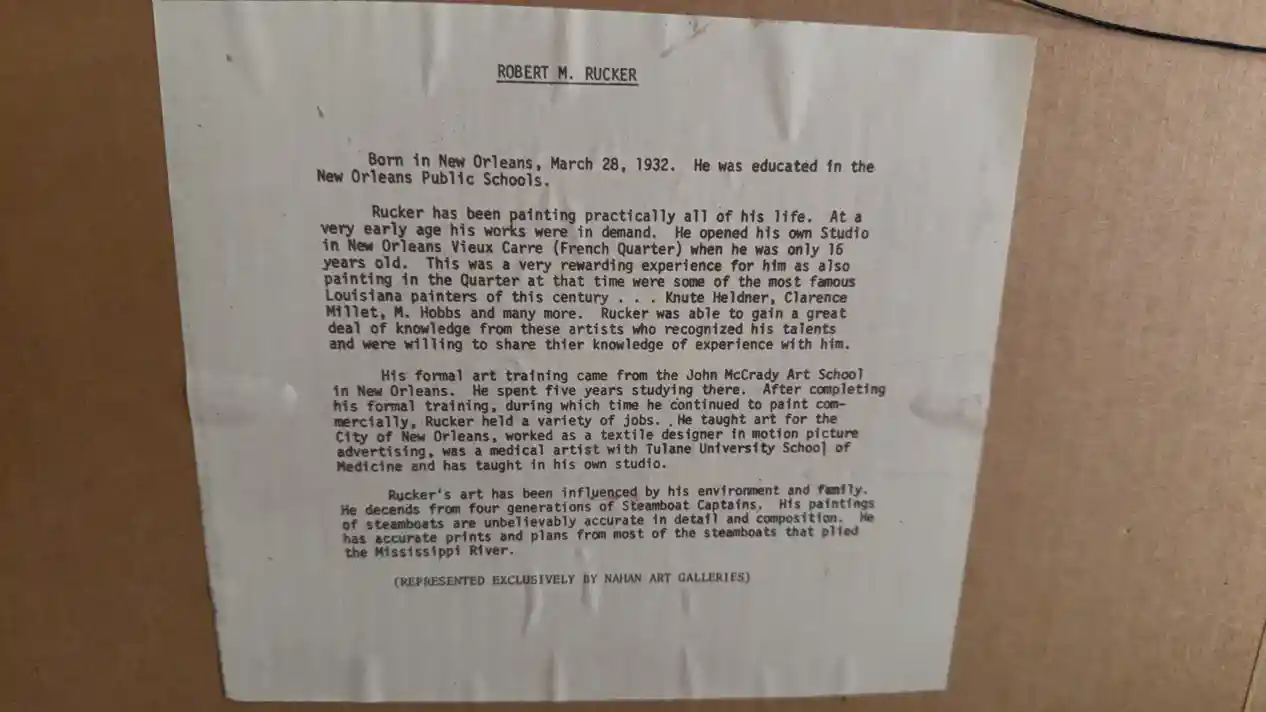 ROBERT M. RUCKER
Born in New Orleans, March 28, 1932. He was educated in the
New Orleans Public Schools.
Rucker has been painting practically all of his life. At a
very early age his works were in demand. He opened his own Studio
in New Orleans Vieux Carre (French Quarter) when he was only 16
years old. This was a very rewarding experience for him as also
painting in the Quarter at that time were some of the most famous
Louisiana painters of this century . . . Knute Heldner, Clarence
Millet, M. Hobbs and many more. Rucker was able to gain a great
deal of knowledge from these artists who recognized his talents
and were willing to share thier knowledge of experience with him.
His formal art training came from the John McCrady Art School
in New Orleans. He spent five years studying there. After completing
his formal training, during which time he continued to paint com-
mercially, Rucker held a variety of jobs. He taught art for the
City of New Orleans, worked as a textile designer in motion picture
advertising, was a medical artist with Tulane University School of
Medicine and has taught in his own studio.
Rucker's art has been influenced by his environment and family.
He decends from four generations of Steamboat Captains. His paintings
of steamboats are unbelievably accurate in detail and composition. He
has accurate prints and plans from most of the steamboats that plied
the Mississippi River.
(REPRESENTED EXCLUSIVELY BY NAHAN ART GALLERIES)